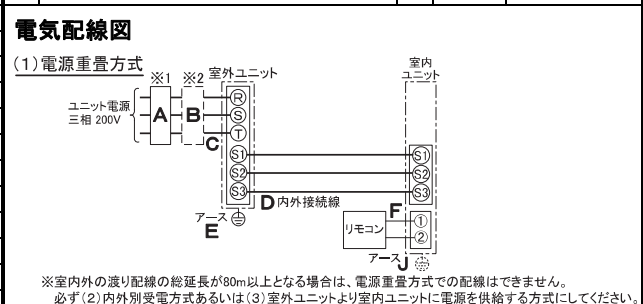 電気配線図
(1)電源重畳方式
※1 ※2 室外ユニット
室内
ユニット
ユニット電源
三相 200V
A
B
C
R
S
T
S1
S2
S3
S1
S2
S3
D 内外接続線
アース
E
リモコン
F
①
②
アース J
※室内外の渡り配線の総延長が80m以上となる場合は、電源重畳方式での配線はできません。
必ず(2)内外別受電方式あるいは(3)室外ユニットより室内ユニットに電源を供給する方式にしてください。